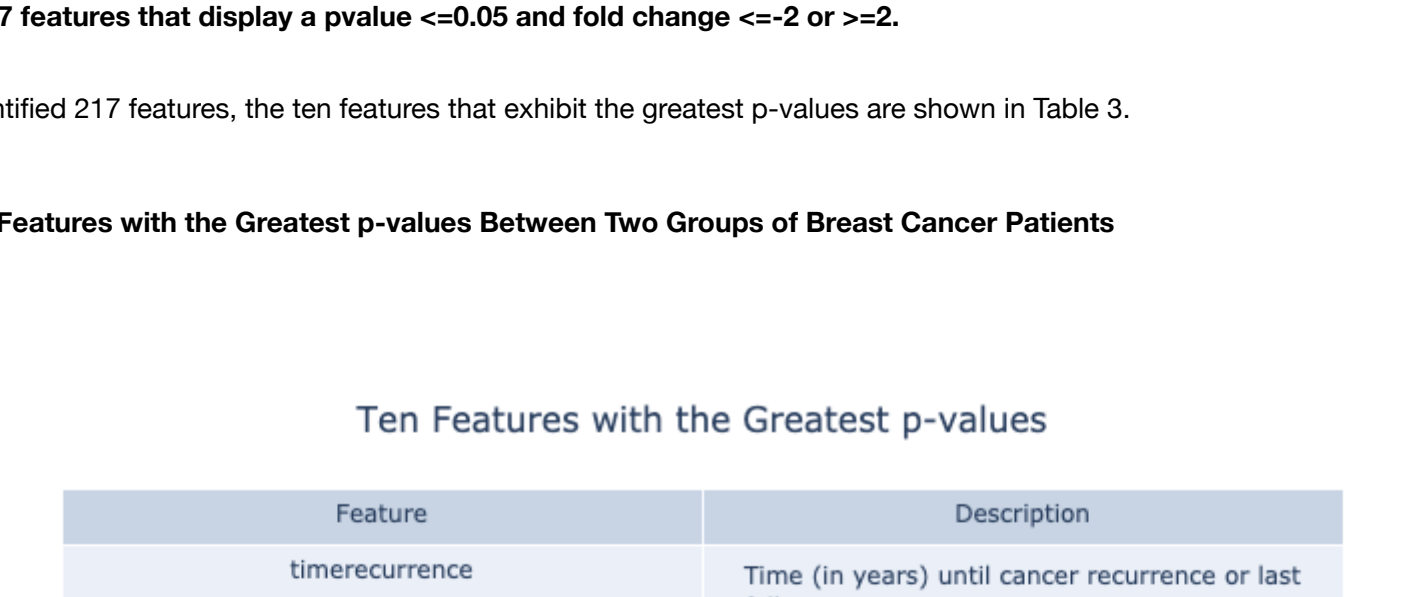 7 features that display a pvalue <=0.05 and fold change <=-2 or >=2.
ntified 217 features, the ten features that exhibit the greatest p-values are shown in Table 3.
Features with the Greatest p-values Between Two Groups of Breast Cancer Patients
Ten Features with the Greatest p-values
Feature Description
timerecurrence Time (in years) until cancer recurrence or last